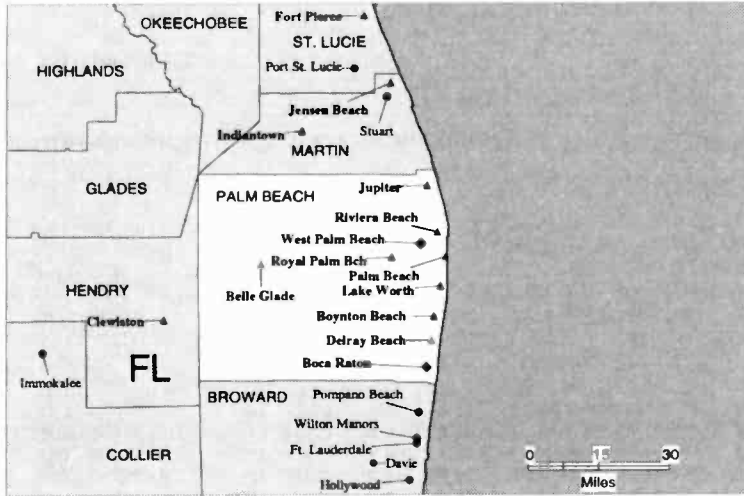 OKEECHOBEE
Fort Pierce
ST. LUCIE
HIGHLANDS
Port St. Lucie
Jensen Beach
Indiantown
Stuart
MARTIN
GLADES
PALM BEACH
Jupiter
Riviera Beach
West Palm Beach
Royal Palm Bch
Palm Beach
Belle Glade
Lake Worth
HENDRY
Clewiston
Boynton Beach
Delray Beach
FL
Boca Raton
Immokalee
BROWARD
Pompano Beach
Wilton Manors
Ft. Lauderdale
COLLIER
Davie
Hollywood
0 15 30
Miles